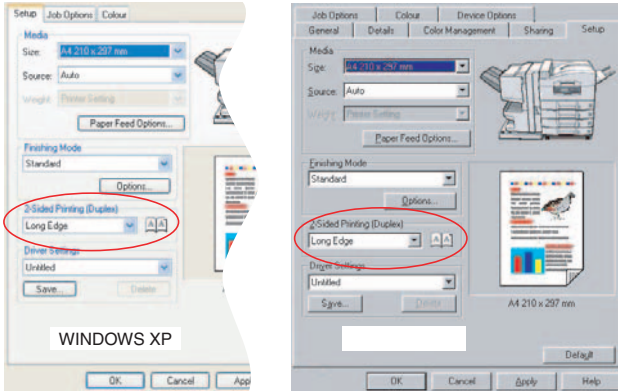 Setup Job Options Colour
Media
Size: A4 210 x 297 mm
Source: Auto
Weight: Printer Setting
Paper Feed Options...
Finishing Mode
Standard
Options...
2-Sided Printing (Duplex)
Long Edge
Driver Settings
Untitled
Save... Delete
WINDOWS XP
OK Cancel App
Job Options Colour Device Options
General Details Color Management Sharing Setup
Media
Size: A4 210 x 297 mm
Source: Auto
Weight: Printer Setting
Paper Feed Options...
Finishing Mode
Standard
Options...
2-Sided Printing (Duplex)
Long Edge
Driver Settings
Untitled
Save... Delete
A4 210 x 297 mm
Default
OK Cancel Apply Help